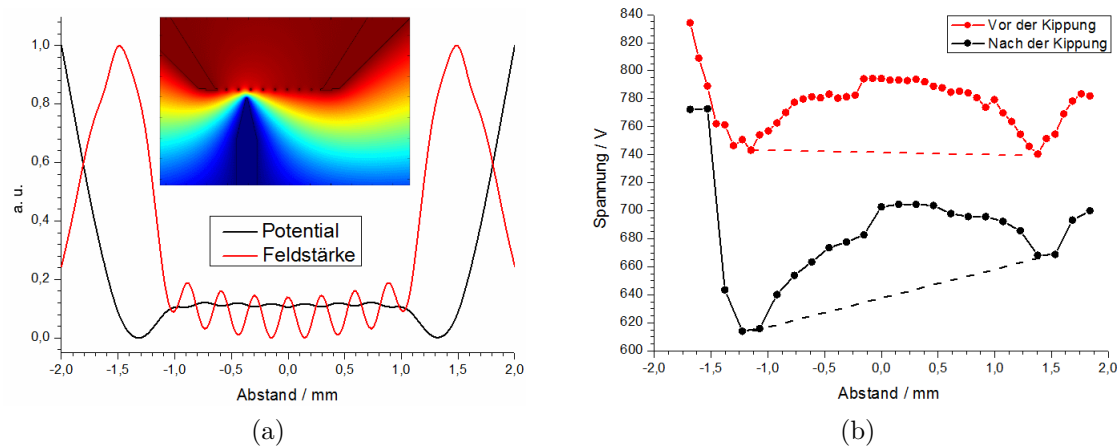 1,0
0,8
0,6
0,4
0,2
0,0
a. u.
Potential
Feldstärke
-2,0 -1,5 -1,0 -0,5 0,0 0,5 1,0 1,5 2,0
Abstand / mm
(a)
840
820
800
780
760
740
720
700
680
660
640
620
600
Spannung / V
Vor der Kippung
Nach der Kippung
-2,0 -1,5 -1,0 -0,5 0,0 0,5 1,0 1,5 2,0
Abstand / mm
(b)